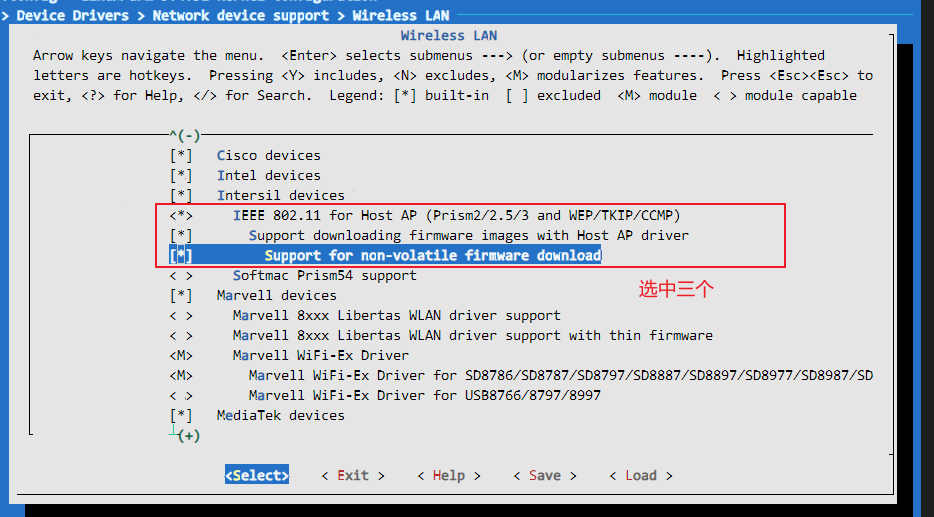 > Device Drivers > Network device support > Wireless LAN
Wireless LAN
Arrow keys navigate the menu. <Enter> selects submenus ---> (or empty submenus ----). Highlighted
letters are hotkeys. Pressing <Y> includes, <N> excludes, <M> modularizes features. Press <Esc><Esc> to
exit, <?> for Help, </> for Search. Legend: [*] built-in [ ] excluded <M> module < > module capable
^(-)
[*] Cisco devices
[*] Intel devices
[*] Intersil devices
<*> IEEE 802.11 for Host AP (Prism2/2.5/3 and WEP/TKIP/CCMP)
[*] Support downloading firmware images with Host AP driver
[*] Support for non-volatile firmware download
< > Softmac Prism54 support
选中三个
[*] Marvell devices
< > Marvell 8xxx Libertas WLAN driver support
< > Marvell 8xxx Libertas WLAN driver support with thin firmware
<M> Marvell WiFi-Ex Driver
<M> Marvell WiFi-Ex Driver for SD8786/SD8787/SD8797/SD8887/SD8897/SD8977/SD8987/SD
< > Marvell WiFi-Ex Driver for USB8766/8797/8997
[*] MediaTek devices
(+)
<Select> < Exit > < Help > < Save > < Load >